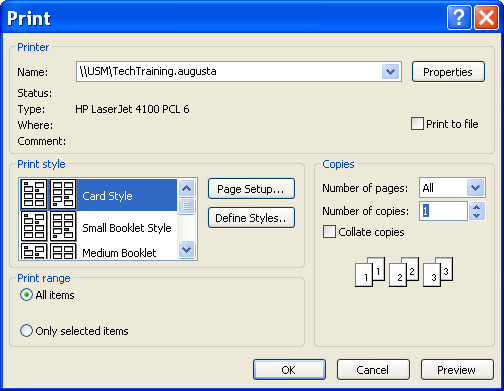 Print
Printer
Name: \\USM\TechTraining.augusta Properties
Status:
Type: HP LaserJet 4100 PCL 6
Where: Print to file
Comment:
Print style
Card Style
Small Booklet Style
Medium Booklet
Page Setup...
Define Styles..
Copies
Number of pages: All
Number of copies: 1
Collate copies
1 1 2 2 3 3
Print range
All items
Only selected items
OK Cancel Preview